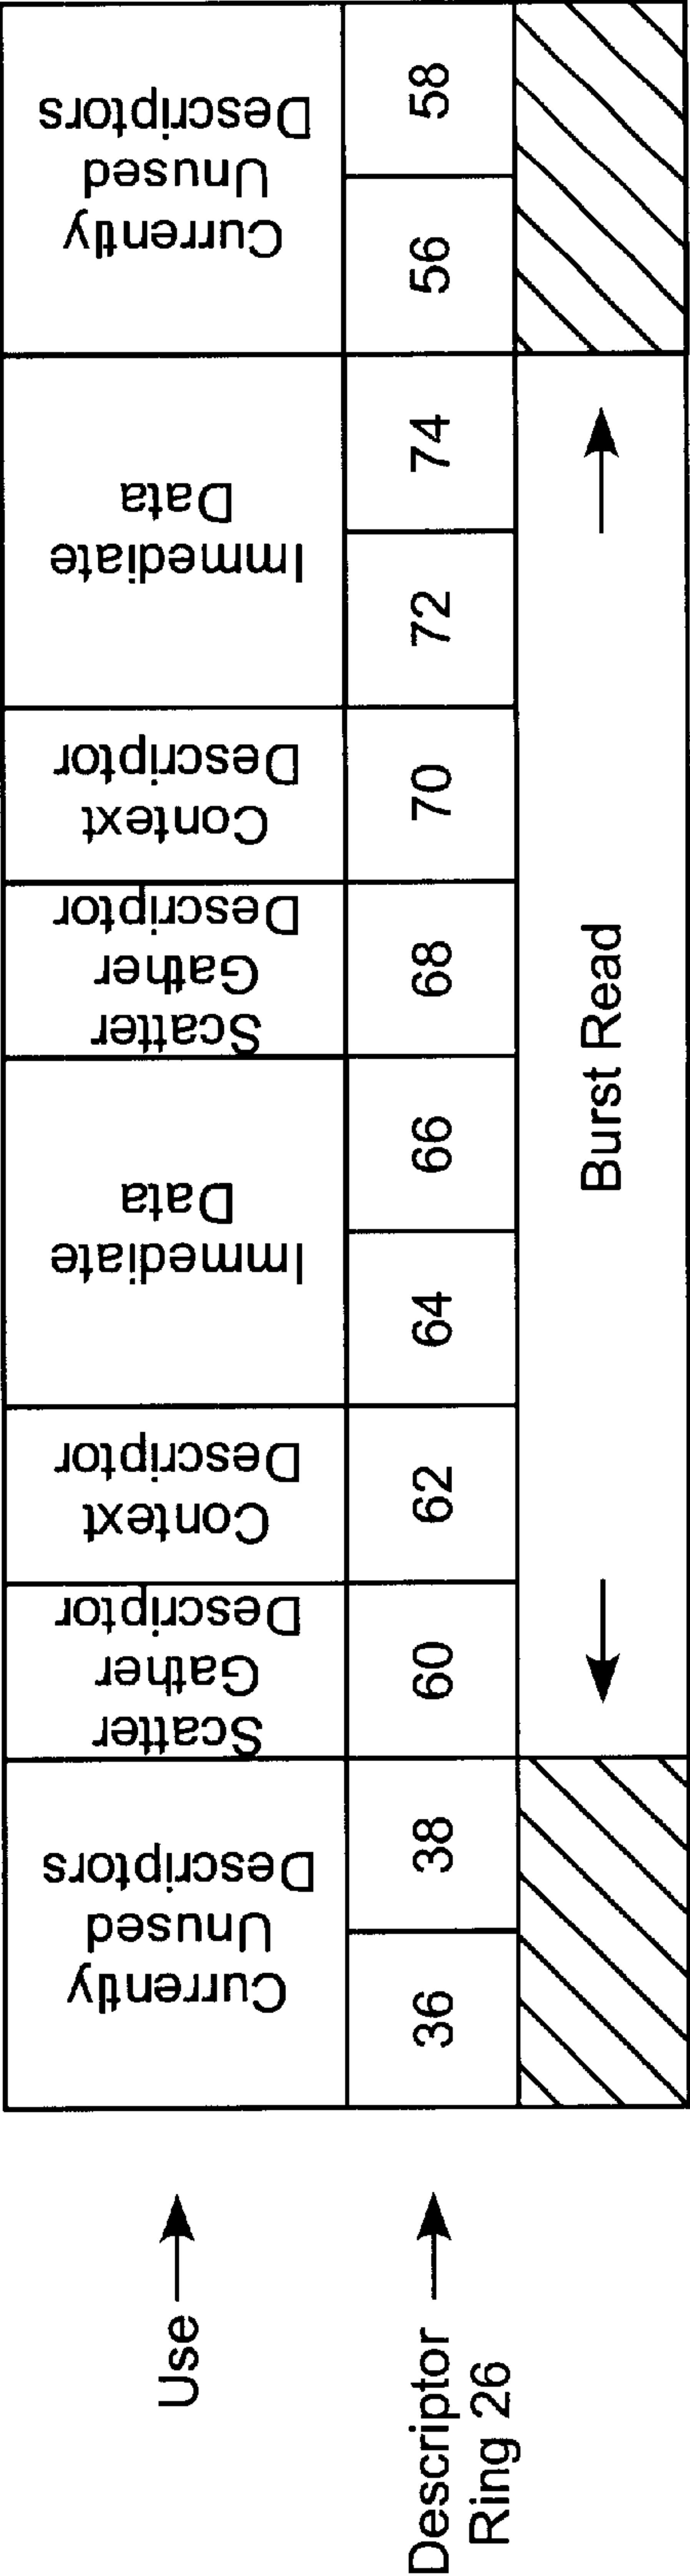 Use
Currently
Unused
Descriptors
Scatter
Gather
Descriptor
Context
Descriptor
Immediate
Data
Scatter
Gather
Descriptor
Context
Descriptor
Immediate
Data
Currently
Unused
Descriptors
Descriptor
Ring 26
36
38
60
62
64
66
68
70
72
74
56
58
Burst Read